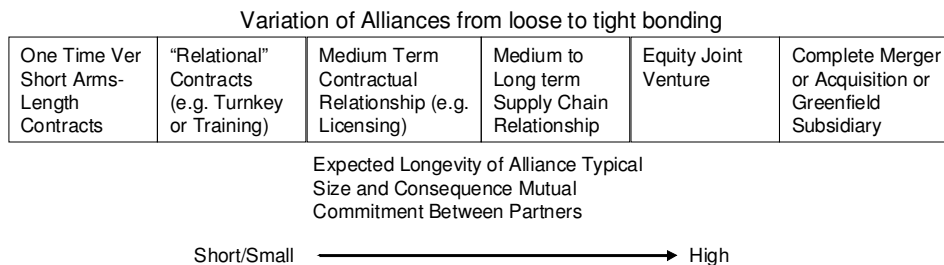 Variation of Alliances from loose to tight bonding
One Time Ver
Short Arms-
Length
Contracts
“Relational”
Contracts
(e.g. Turnkey
or Training)
Medium Term
Contractual
Relationship (e.g.
Licensing)
Medium to
Long term
Supply Chain
Relationship
Equity Joint
Venture
Complete Merger
or Acquisition or
Greenfield
Subsidiary
Expected Longevity of Alliance Typical
Size and Consequence Mutual
Commitment Between Partners
Short/Small
High